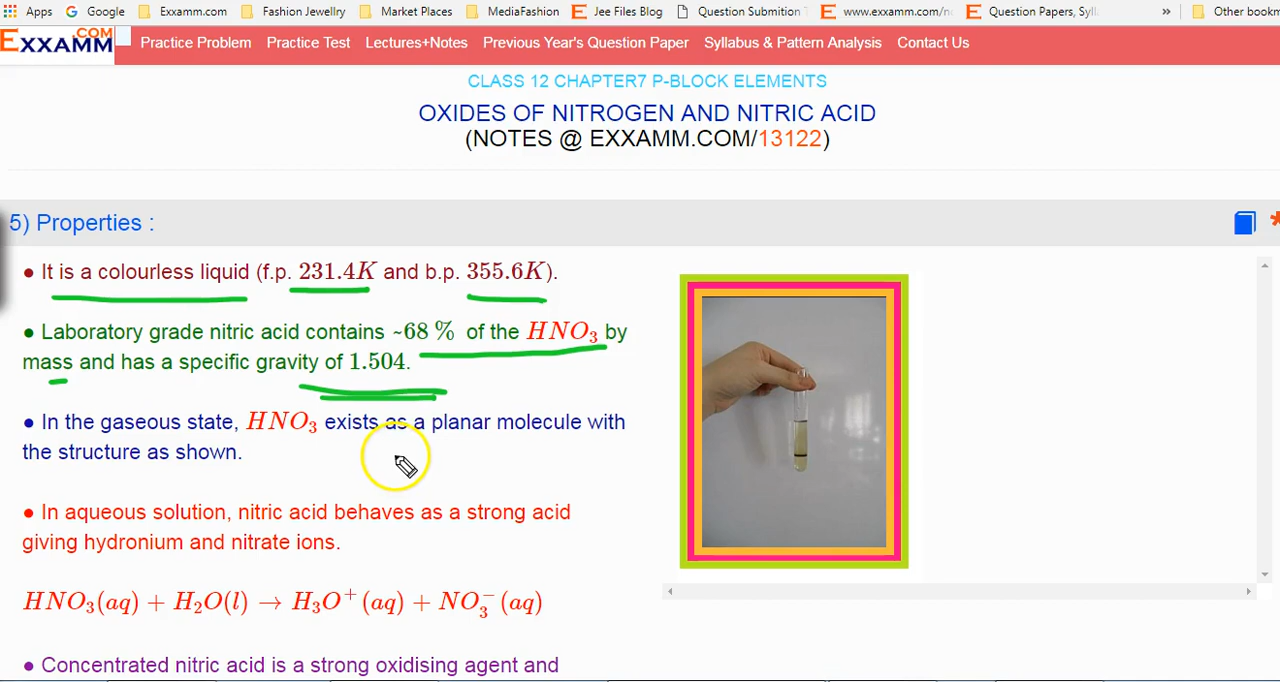 Apps Google Exxamm.com Fashion Jewellry Market Places MediaFashion Jee Files Blog Question Submition www.exxamm.com/n Question Papers, Syll » Other bookm
EXXAMM .COM Practice Problem Practice Test Lectures+Notes Previous Year's Question Paper Syllabus & Pattern Analysis Contact Us
CLASS 12 CHAPTER7 P-BLOCK ELEMENTS
OXIDES OF NITROGEN AND NITRIC ACID
(NOTES @ EXXAMM.COM/13122)
5) Properties :
● It is a colourless liquid (f.p. 231.4K and b.p. 355.6K).
● Laboratory grade nitric acid contains ~68 % of the HNO₃ by
mass and has a specific gravity of 1.504.
● In the gaseous state, HNO₃ exists as a planar molecule with
the structure as shown.
● In aqueous solution, nitric acid behaves as a strong acid
giving hydronium and nitrate ions.
HNO₃(aq) + H₂O(l) → H₃O⁺(aq) + NO₃⁻(aq)
● Concentrated nitric acid is a strong oxidising agent and